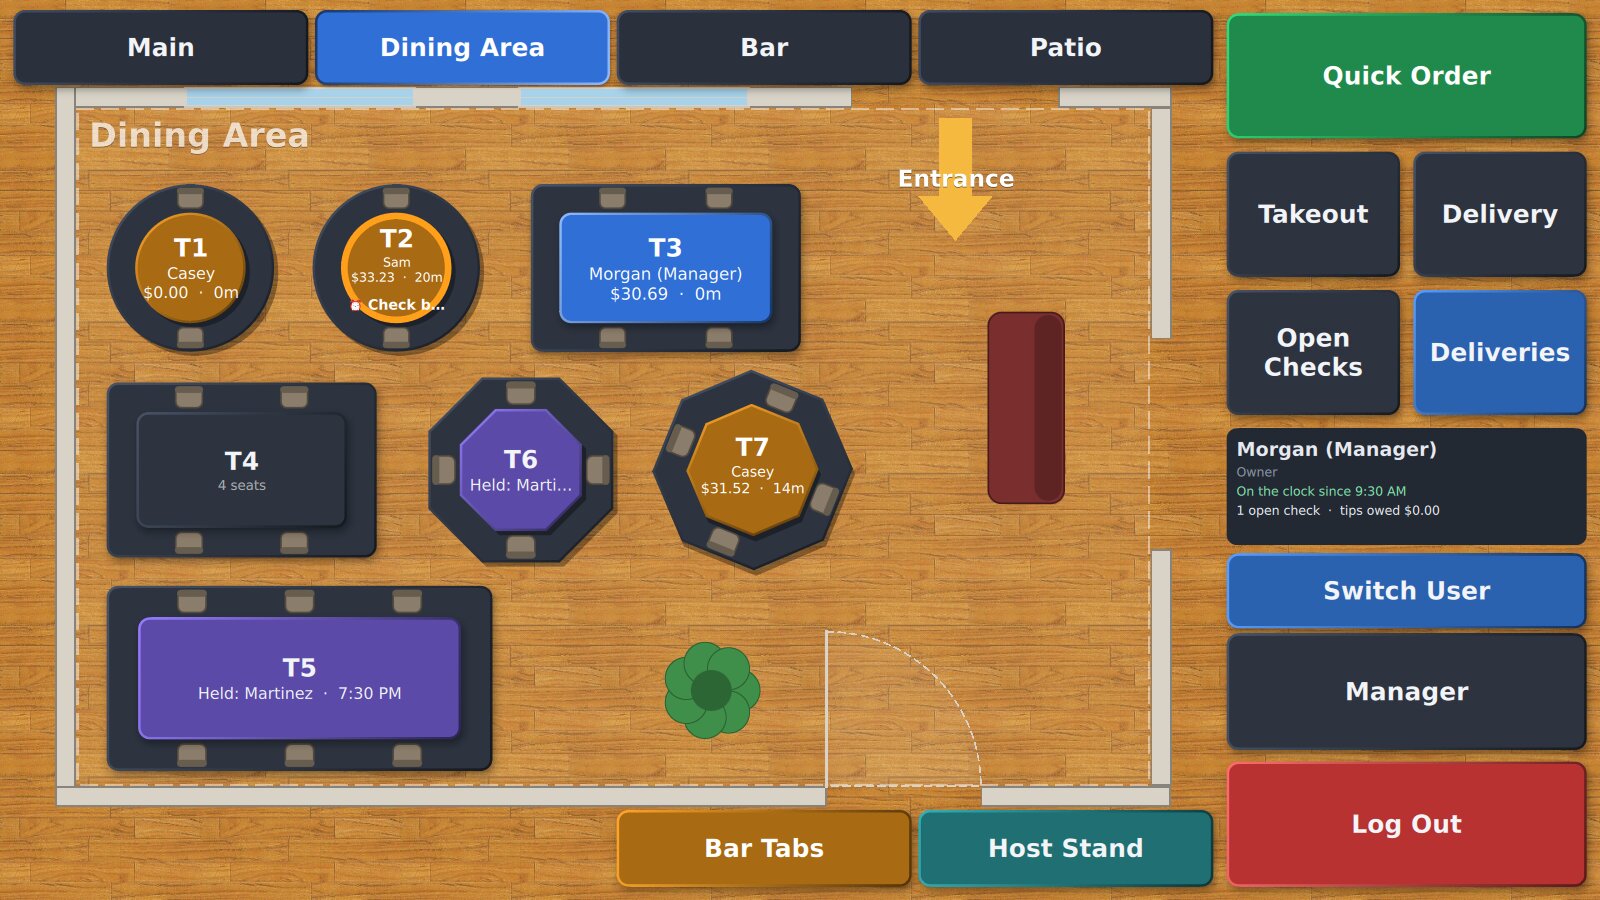 Main
Dining Area
Bar
Patio
Quick Order
Dining Area
Entrance
Takeout
Delivery
T1
Casey
$0.00 · 0m
T2
Sam
$33.23 · 20m
Check b...
T3
Morgan (Manager)
$30.69 · 0m
Open
Checks
Deliveries
T4
4 seats
T6
Held: Marti...
T7
Casey
$31.52 · 14m
Morgan (Manager)
Owner
On the clock since 9:30 AM
1 open check · tips owed $0.00
Switch User
T5
Held: Martinez · 7:30 PM
Manager
Log Out
Bar Tabs
Host Stand